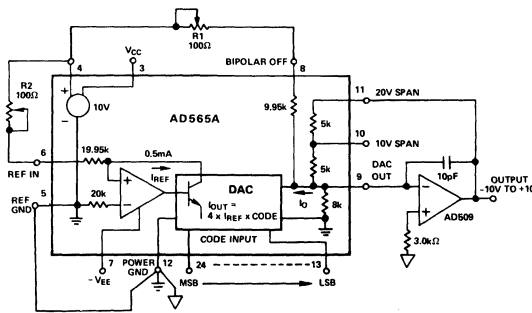 R1
100Ω
4
VCC
3
BIPOLAR OFF
8
R2
100Ω
+
10V
-
AD565A
9.95k
11
20V SPAN
5k
10
10V SPAN
5k
6
REF IN
19.95k
0.5mA
IREF
+
-
DAC
IOUT =
4 × IREF × CODE
9
DAC
OUT
IO
8k
10pF
-
+
AD509
OUTPUT
-10V TO +10
3.0kΩ
5
REF
GND
20k
CODE INPUT
7
-VEE
POWER
GND
12
24
MSB
13
LSB